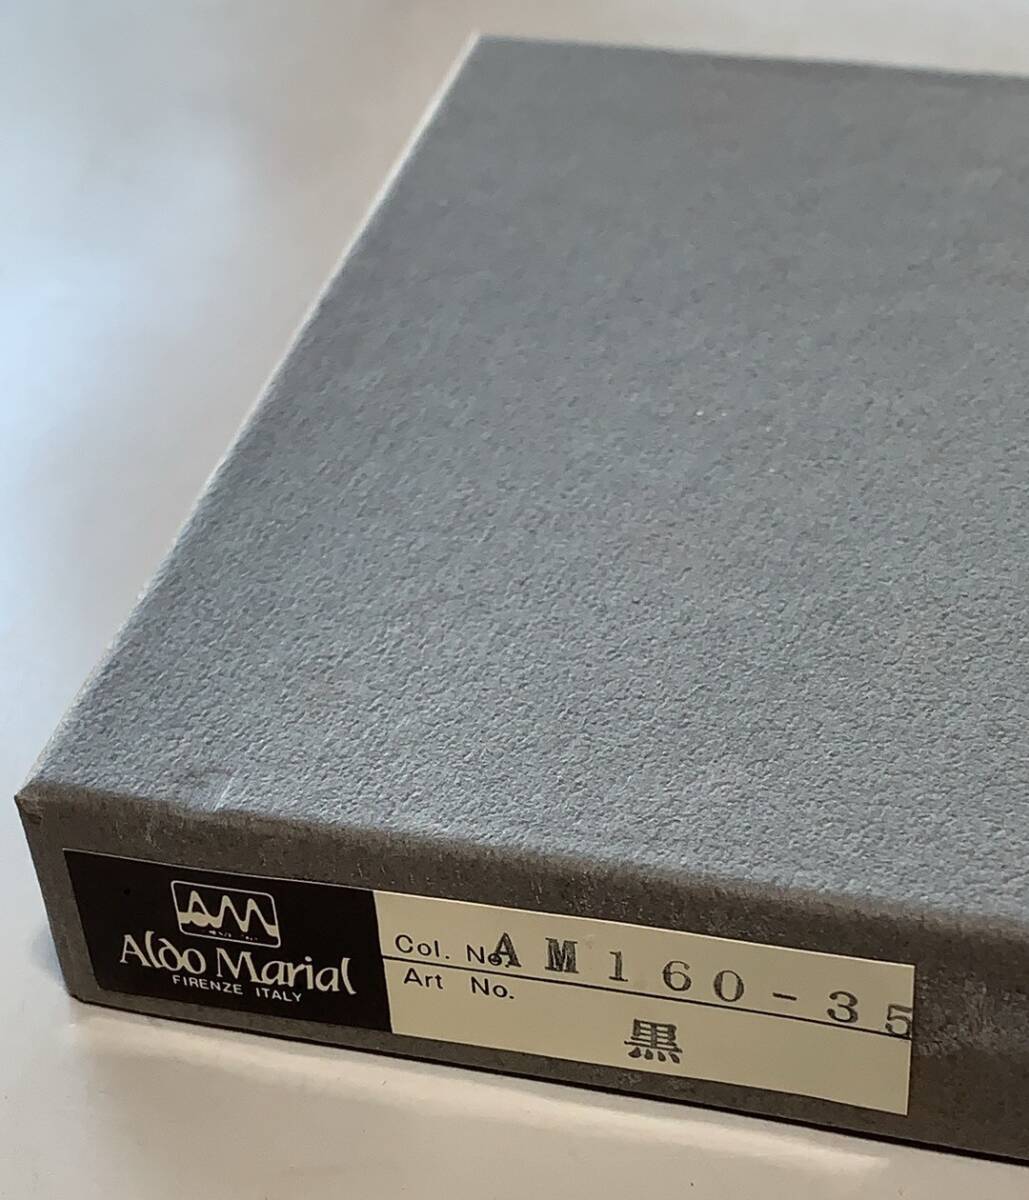 AM
Aldo Marial
FIRENZE ITALY
Col. No. AM160-35
Art No.
黒